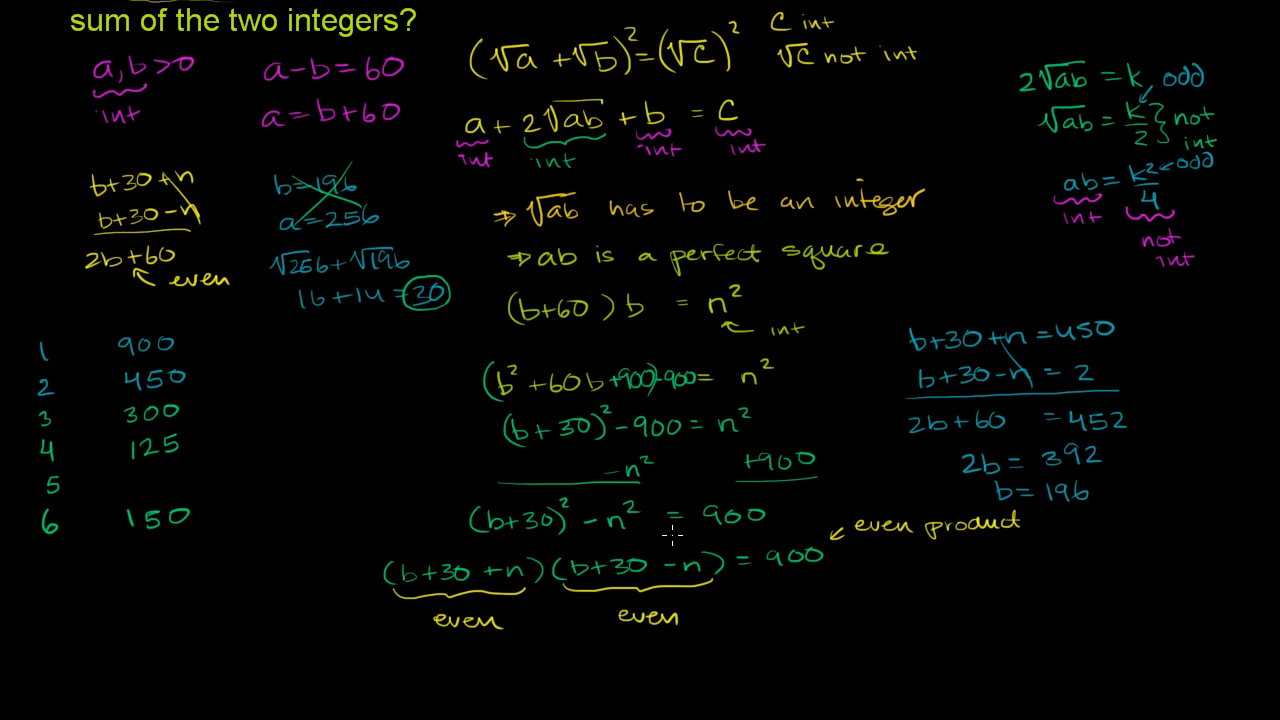 sum of the two integers?
a,b>0
int
a-b=60
a=b+60
(√a +√b)²=(√c)²
c int
√c not int
a+2√ab +b = c
int
int
int
int
2√ab = k
odd
√ab = k/2 } not int
ab = k²/4
odd
int
not int
b+30+n
b+30-n
2b+60
even
b=196
a=256
√256+√196
16+14=30
⇒ √ab has to be an integer
⇒ ab is a perfect square
(b+60)b = n²
int
(b²+60b+900)-900= n²
(b+30)²-900= n²
-n² +900
(b+30)²-n² = 900
(b+30+n)(b+30-n)=900
even product
even
even
1 900
2 450
3 300
4 125
5
6 150
b+30+n=450
b+30-n = 2
2b+60 =452
2b= 392
b=196